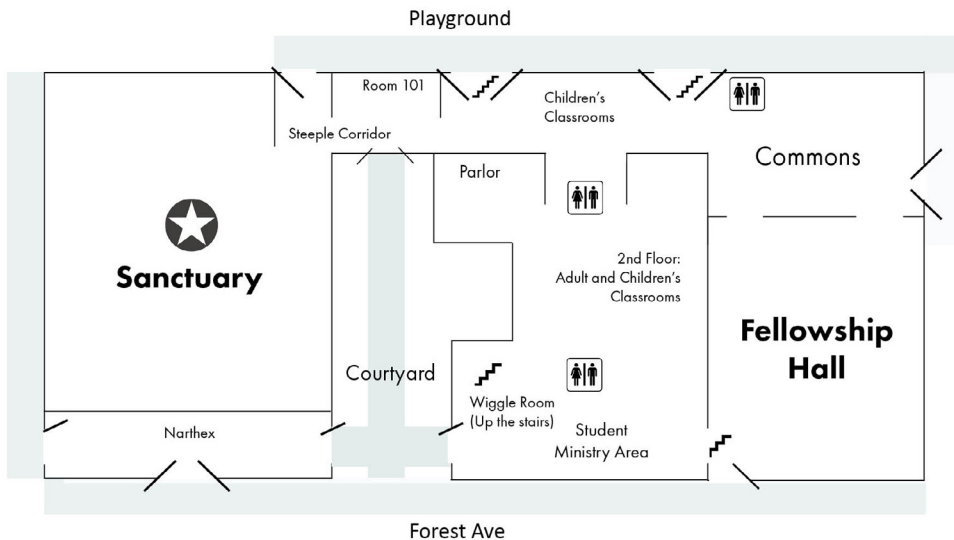 Playground
Room 101
Children's
Classrooms
Steeple Corridor
Commons
Parlor
Sanctuary
2nd Floor:
Adult and Children's
Classrooms
Fellowship
Hall
Courtyard
Wiggle Room
(Up the stairs)
Student
Ministry Area
Narthex
Forest Ave